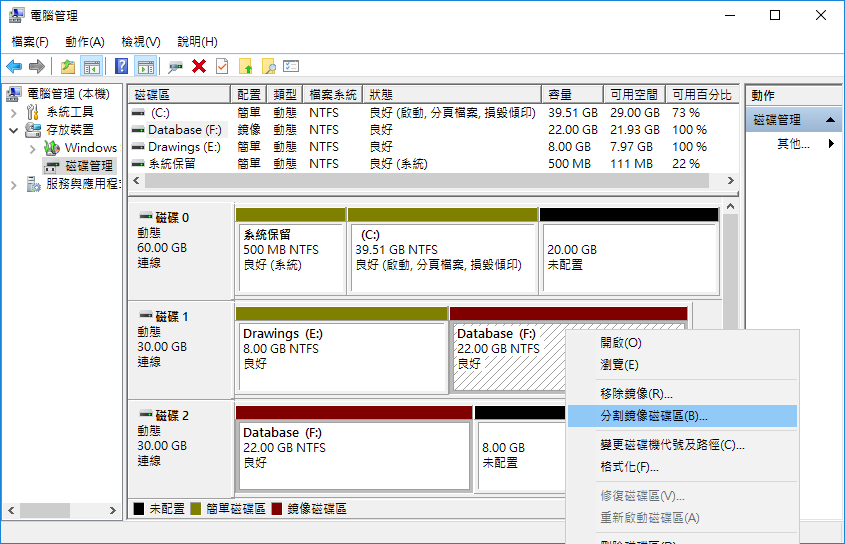 電腦管理
檔案(F) 動作(A) 檢視(V) 說明(H)
電腦管理 (本機)
系統工具
存放裝置
Windows
磁碟管理
服務與應用程
磁碟區 配置 類型 檔案系統 狀態 容量 可用空間 可用百分比
(C:) 簡單 動態 NTFS 良好 (啟動, 分頁檔案, 損毀傾印) 39.51 GB 29.00 GB 73 %
Database (F:) 鏡像 動態 NTFS 良好 22.00 GB 21.93 GB 100 %
Drawings (E:) 簡單 動態 NTFS 良好 8.00 GB 7.97 GB 100 %
系統保留 簡單 動態 NTFS 良好 (系統) 500 MB 111 MB 22 %
動作
磁碟管理
其他...
磁碟 0
動態
60.00 GB
連線
系統保留
500 MB NTFS
良好 (系統)
(C:)
39.51 GB NTFS
良好 (啟動, 分頁檔案, 損毀傾印)
20.00 GB
未配置
磁碟 1
動態
30.00 GB
連線
Drawings (E:)
8.00 GB NTFS
良好
Database (F:)
22.00 GB NTFS
良好
磁碟 2
動態
30.00 GB
連線
Database (F:)
22.00 GB NTFS
良好
8.00 GB
未配置
開啟(O)
瀏覽(E)
移除鏡像(R)...
分割鏡像磁碟區(B)...
變更磁碟機代號及路徑(C)...
格式化(F)...
修復磁碟區(V)...
重新啟動磁碟區(A)
未配置 簡單磁碟區 鏡像磁碟區